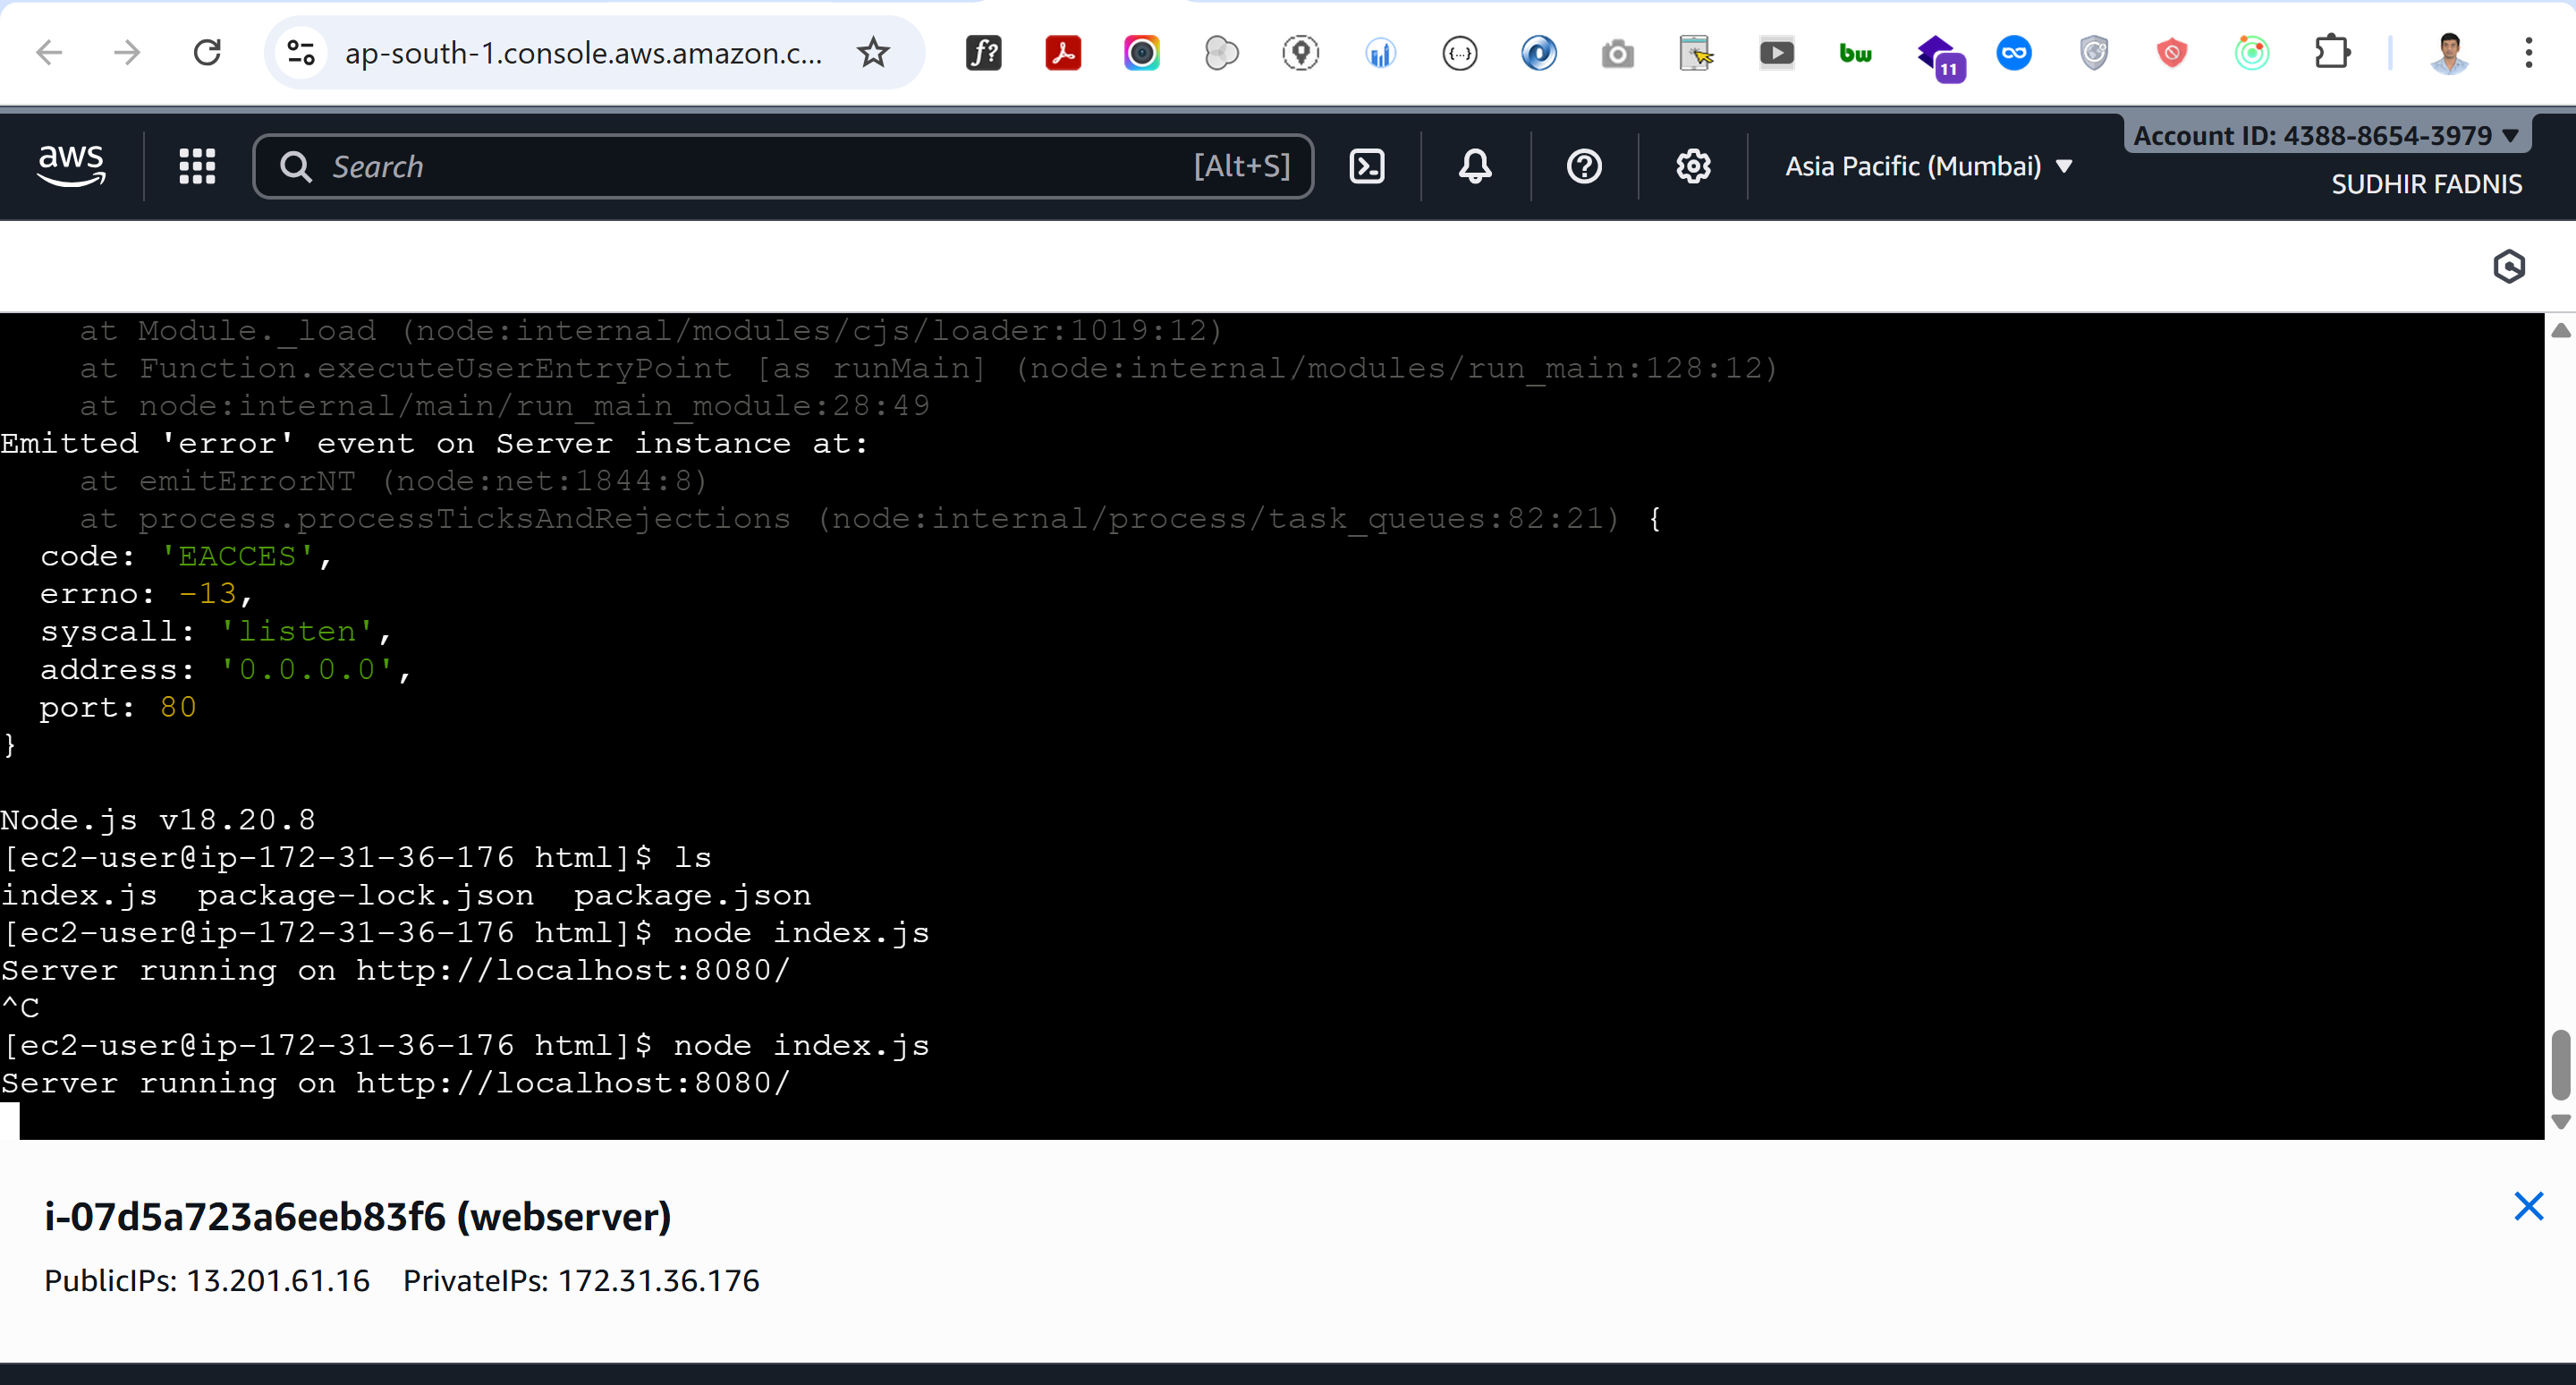 ap-south-1.console.aws.amazon.c...
f?
{...}
bw
11
aws
Search
[Alt+S]
Asia Pacific (Mumbai)
Account ID: 4388-8654-3979
SUDHIR FADNIS
at Module._load (node:internal/modules/cjs/loader:1019:12)
at Function.executeUserEntryPoint [as runMain] (node:internal/modules/run_main:128:12)
at node:internal/main/run_main_module:28:49
Emitted 'error' event on Server instance at:
at emitErrorNT (node:net:1844:8)
at process.processTicksAndRejections (node:internal/process/task_queues:82:21) {
code: 'EACCES',
errno: -13,
syscall: 'listen',
address: '0.0.0.0',
port: 80
}
Node.js v18.20.8
[ec2-user@ip-172-31-36-176 html]$ ls
index.js  package-lock.json  package.json
[ec2-user@ip-172-31-36-176 html]$ node index.js
Server running on http://localhost:8080/
^C
[ec2-user@ip-172-31-36-176 html]$ node index.js
Server running on http://localhost:8080/
i-07d5a723a6eeb83f6 (webserver)
PublicIPs: 13.201.61.16    PrivateIPs: 172.31.36.176